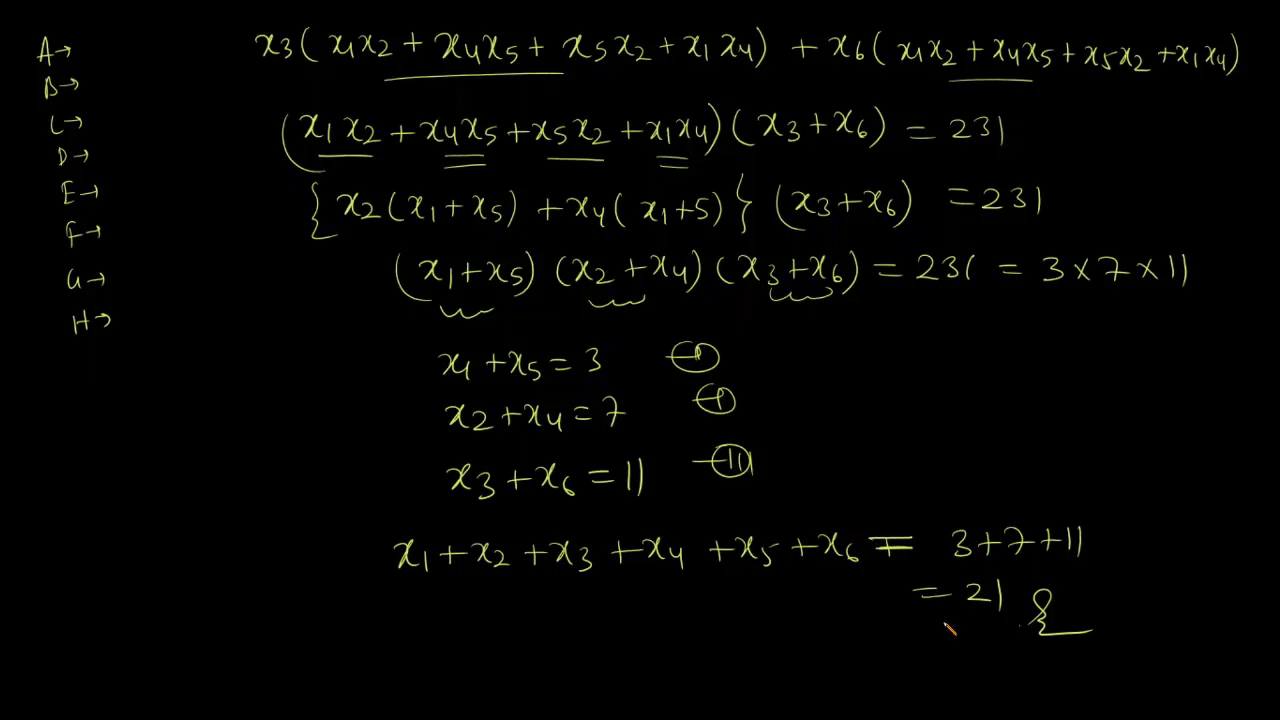 A→
B→
C→
D→
E→
F→
G→
H→
x3(x1x2 + x4x5 + x5x2 + x1x4) + x6(x1x2 + x4x5 + x5x2 + x1x4)
(x1x2 + x4x5 + x5x2 + x1x4)(x3 + x6) = 231
{x2(x1 + x5) + x4(x1+5)}(x3 + x6) = 231
(x1 + x5)(x2 + x4)(x3 + x6) = 231 = 3 × 7 × 11
x1 + x5 = 3
x2 + x4 = 7
x3 + x6 = 11
x1 + x2 + x3 + x4 + x5 + x6 = 3+7+11
= 21